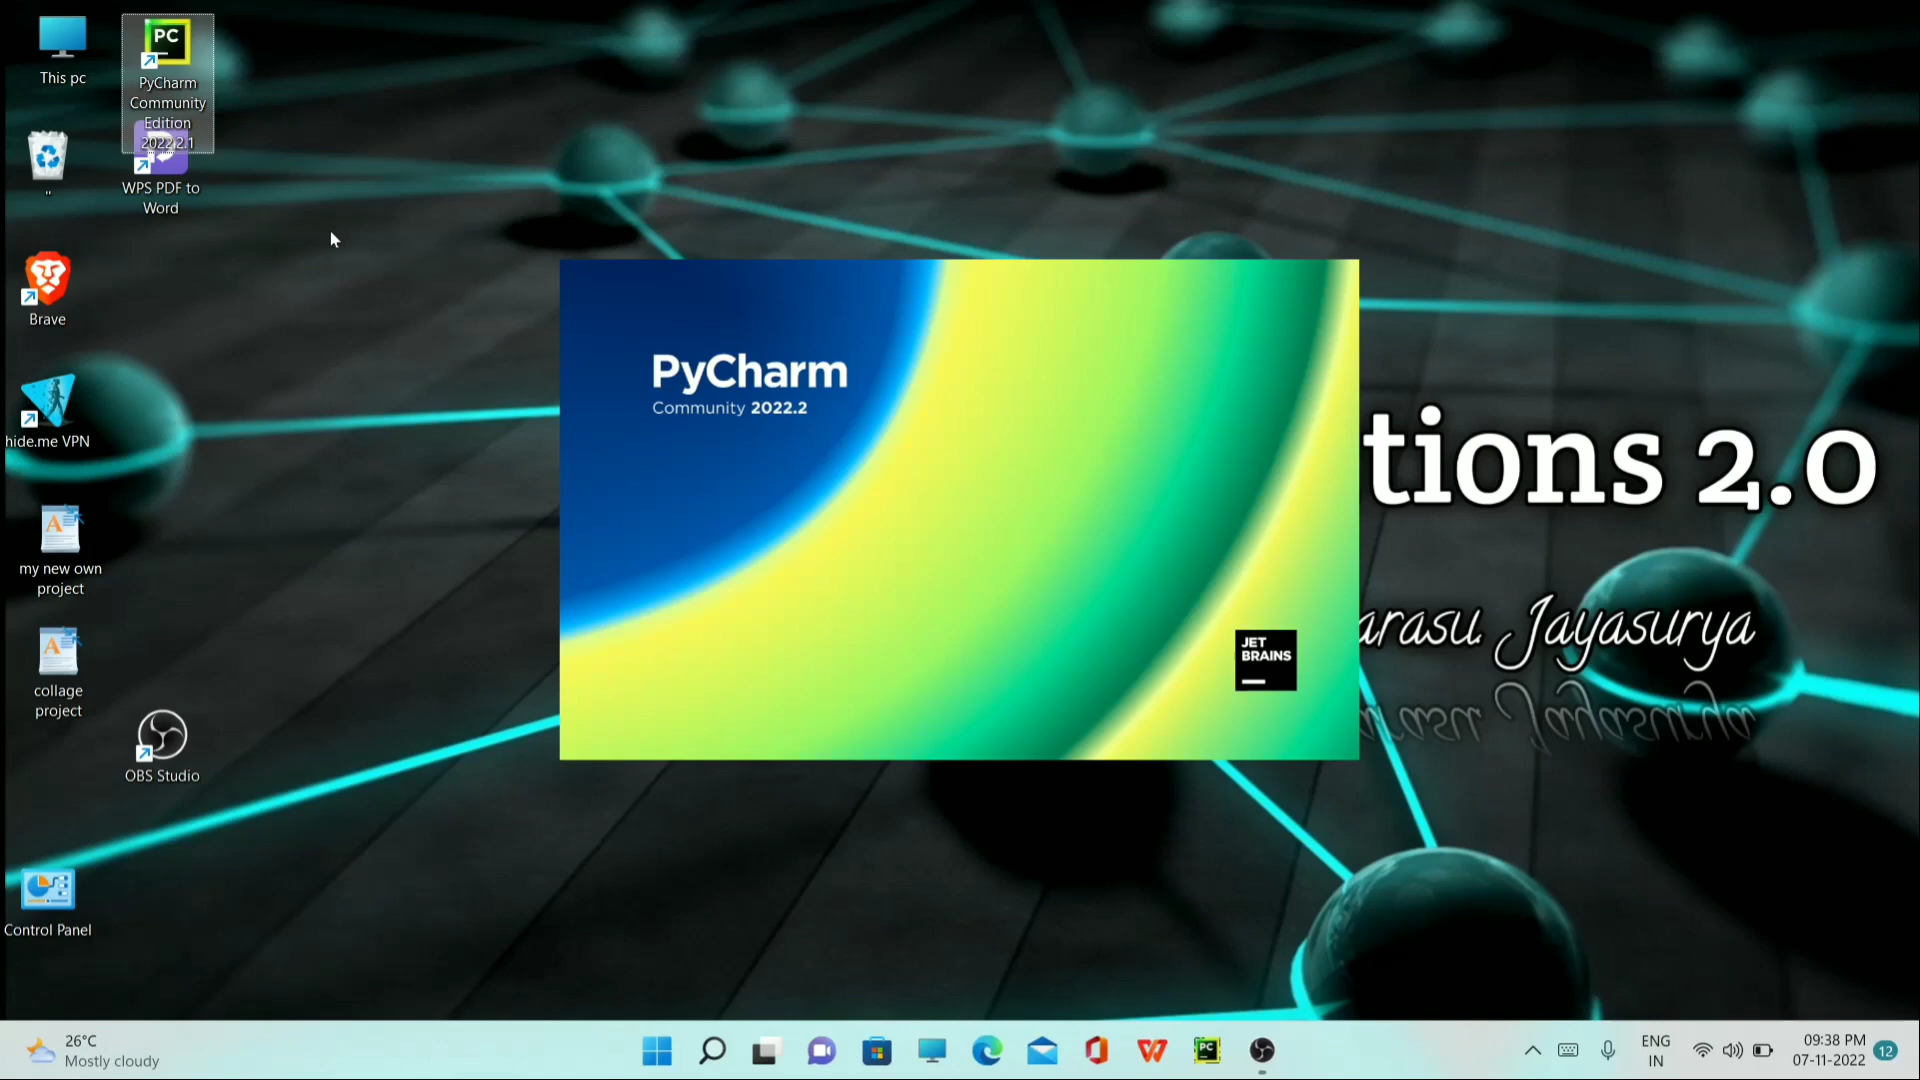 This pc
PC
PyCharm
Community
Edition
2022.2.1
''
WPS PDF to
Word
Brave
hide.me VPN
my new own
project
collage
project
OBS Studio
Control Panel
PyCharm
Community 2022.2
JET
BRAINS
tions 2.0
arasu. Jayasurya
26°C
Mostly cloudy
PC
ENG
IN
09:38 PM
07-11-2022
12